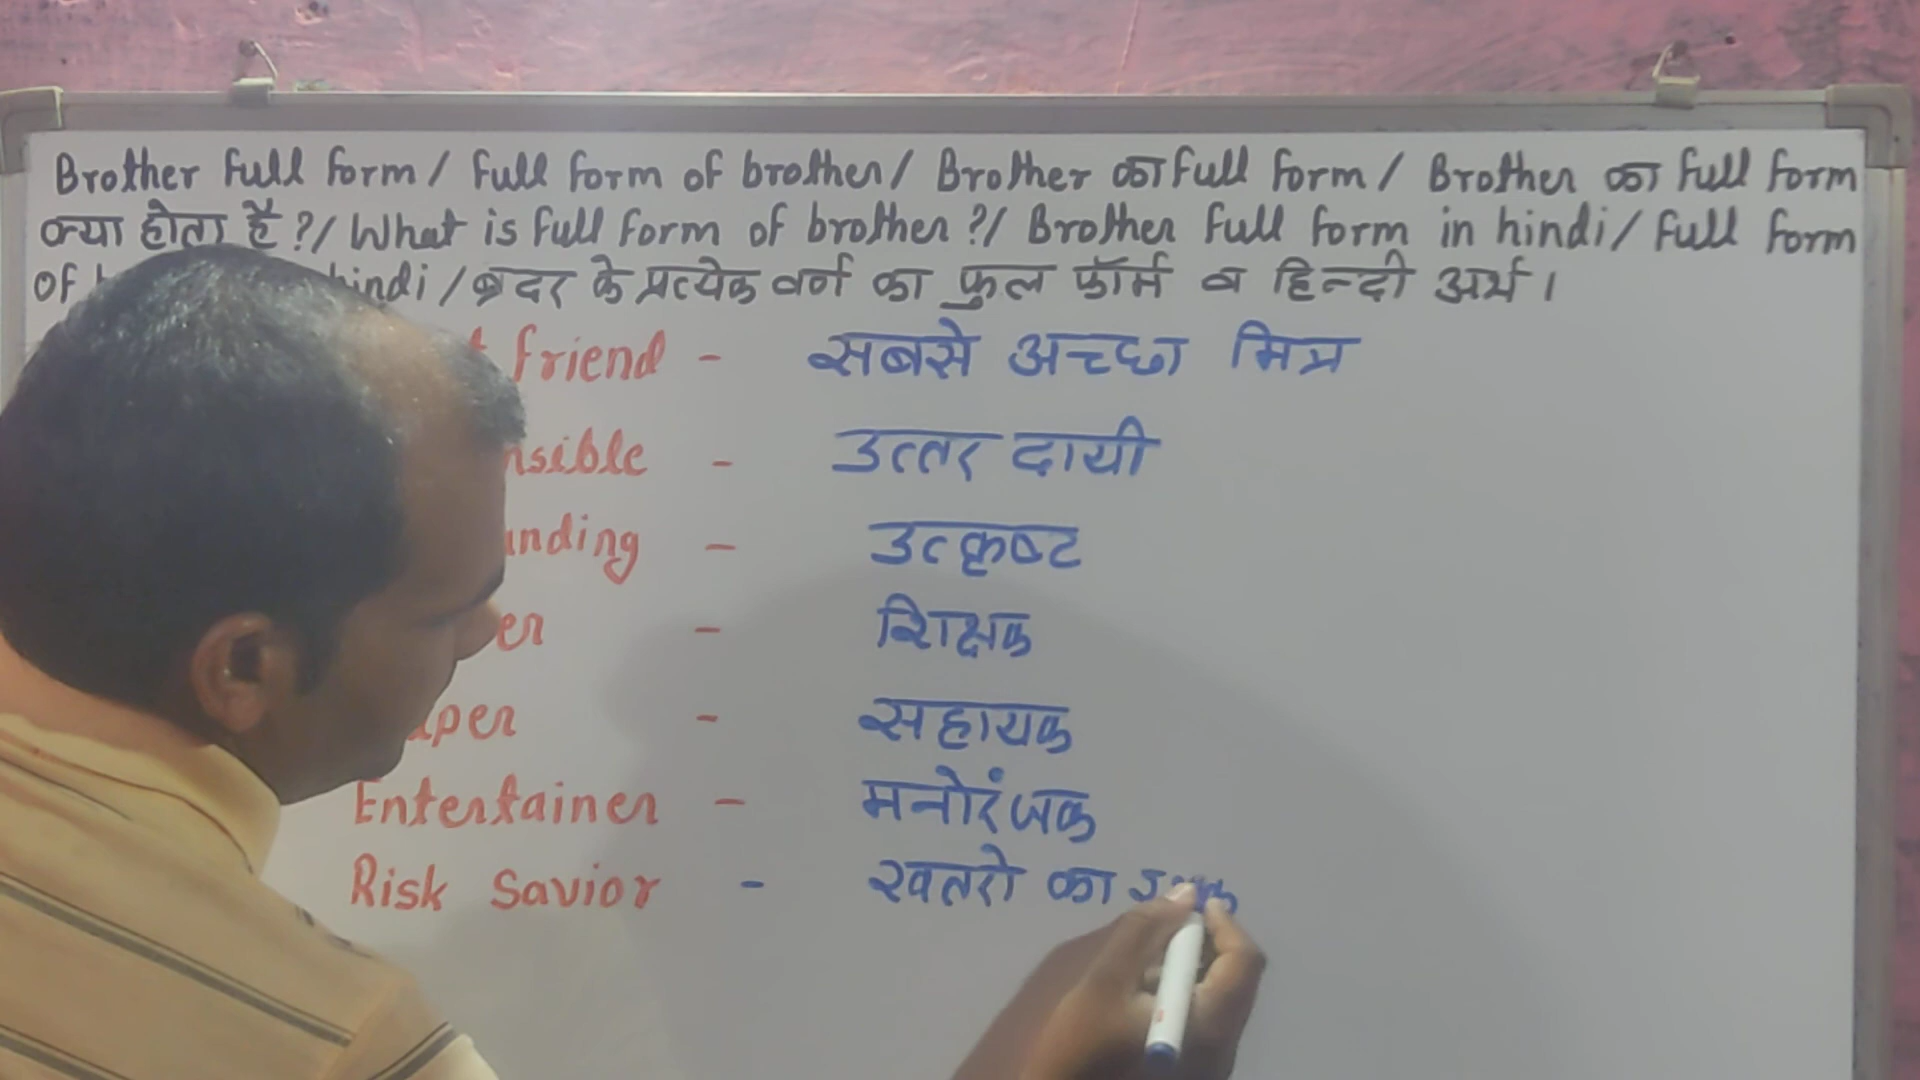 Brother Full Form / Full Form of brother / Brother का Full Form / Brother का Full Form
क्या होता है ? / What is Full Form of brother ? / Brother Full Form in hindi / Full Form
Of hindi / ब्रदर के प्रत्येक वर्ण का फुल फॉर्म व हिन्दी अर्थ ।
friend - सबसे अच्छा मित्र
nsible - उत्तर दायी
anding - उत्कृष्ट
er - शिक्षक
lper - सहायक
Entertainer - मनोरंजक
Risk Savior - खतरो का